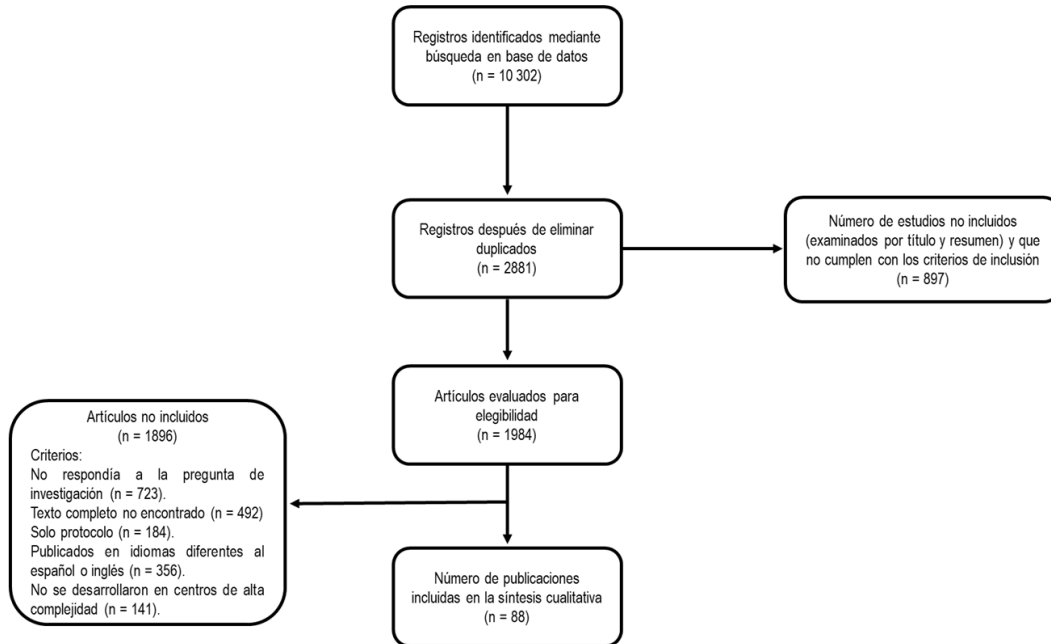 Registros identificados mediante
búsqueda en base de datos
(n = 10 302)
Registros después de eliminar
duplicados
(n = 2881)
Número de estudios no incluidos
(examinados por título y resumen) y que
no cumplen con los criterios de inclusión
(n = 897)
Artículos evaluados para
elegibilidad
(n = 1984)
Artículos no incluidos
(n = 1896)
Criterios:
No respondía a la pregunta de
investigación (n = 723).
Texto completo no encontrado (n = 492)
Solo protocolo (n = 184).
Publicados en idiomas diferentes al
español o inglés (n = 356).
No se desarrollaron en centros de alta
complejidad (n = 141).
Número de publicaciones
incluidas en la síntesis cualitativa
(n = 88)